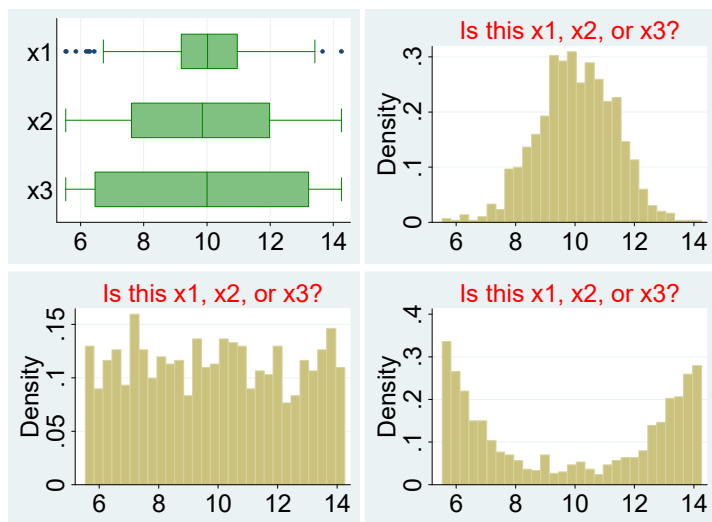 x1
x2
x3
6 8 10 12 14
Is this x1, x2, or x3?
Density
0 .1 .2 .3
6 8 10 12 14
Is this x1, x2, or x3?
Density
0 .05 .1 .15
6 8 10 12 14
Is this x1, x2, or x3?
Density
0 .1 .2 .3 .4
6 8 10 12 14